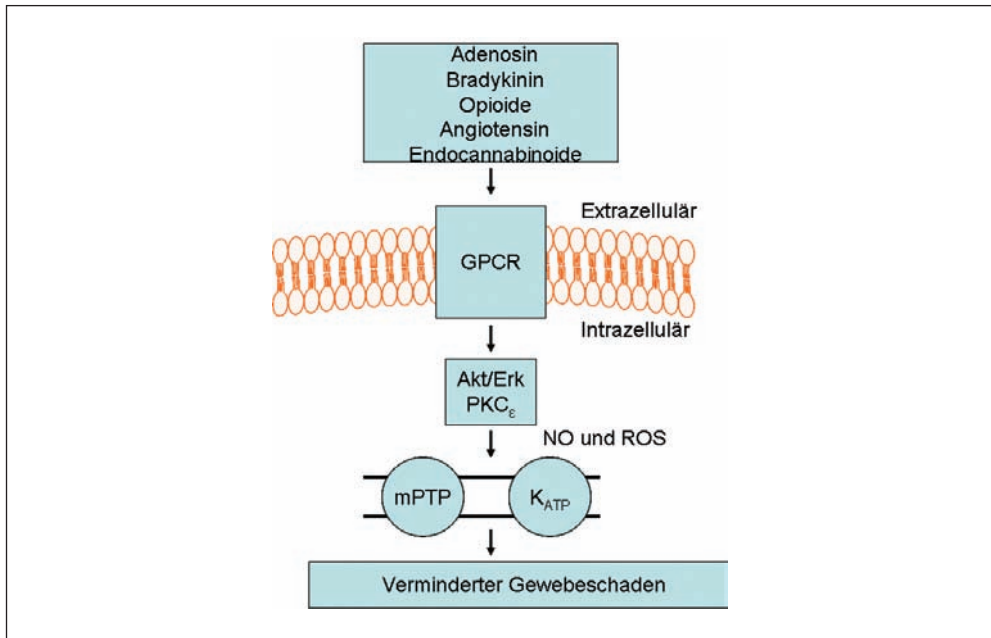 Adenosin
Bradykinin
Opioide
Angiotensin
Endocannabinoide
Extrazellulär
GPCR
Intrazellulär
Akt/Erk
PKCε
NO und ROS
mPTP
KATP
Verminderter Gewebeschaden